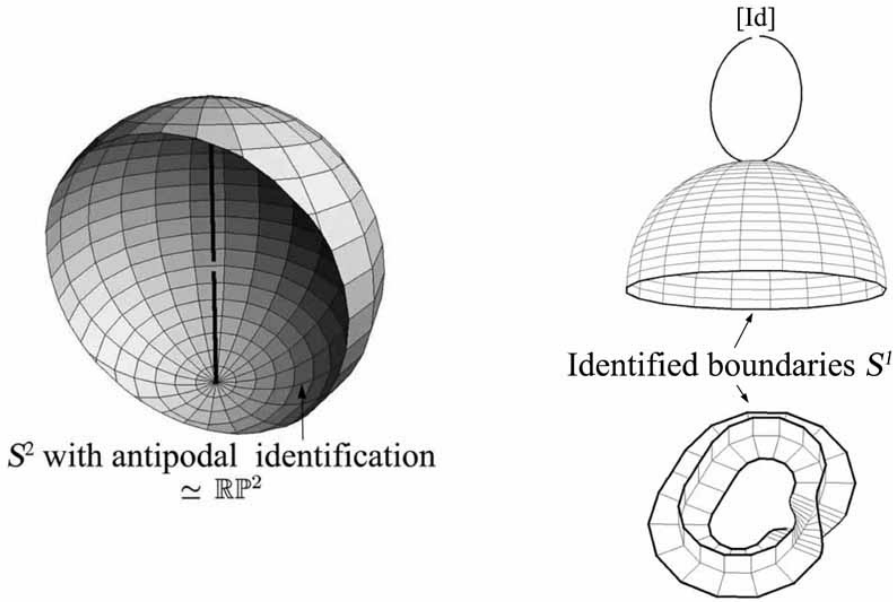 [Id]
Identified boundaries S¹
S² with antipodal identification
≃ ℝℙ²